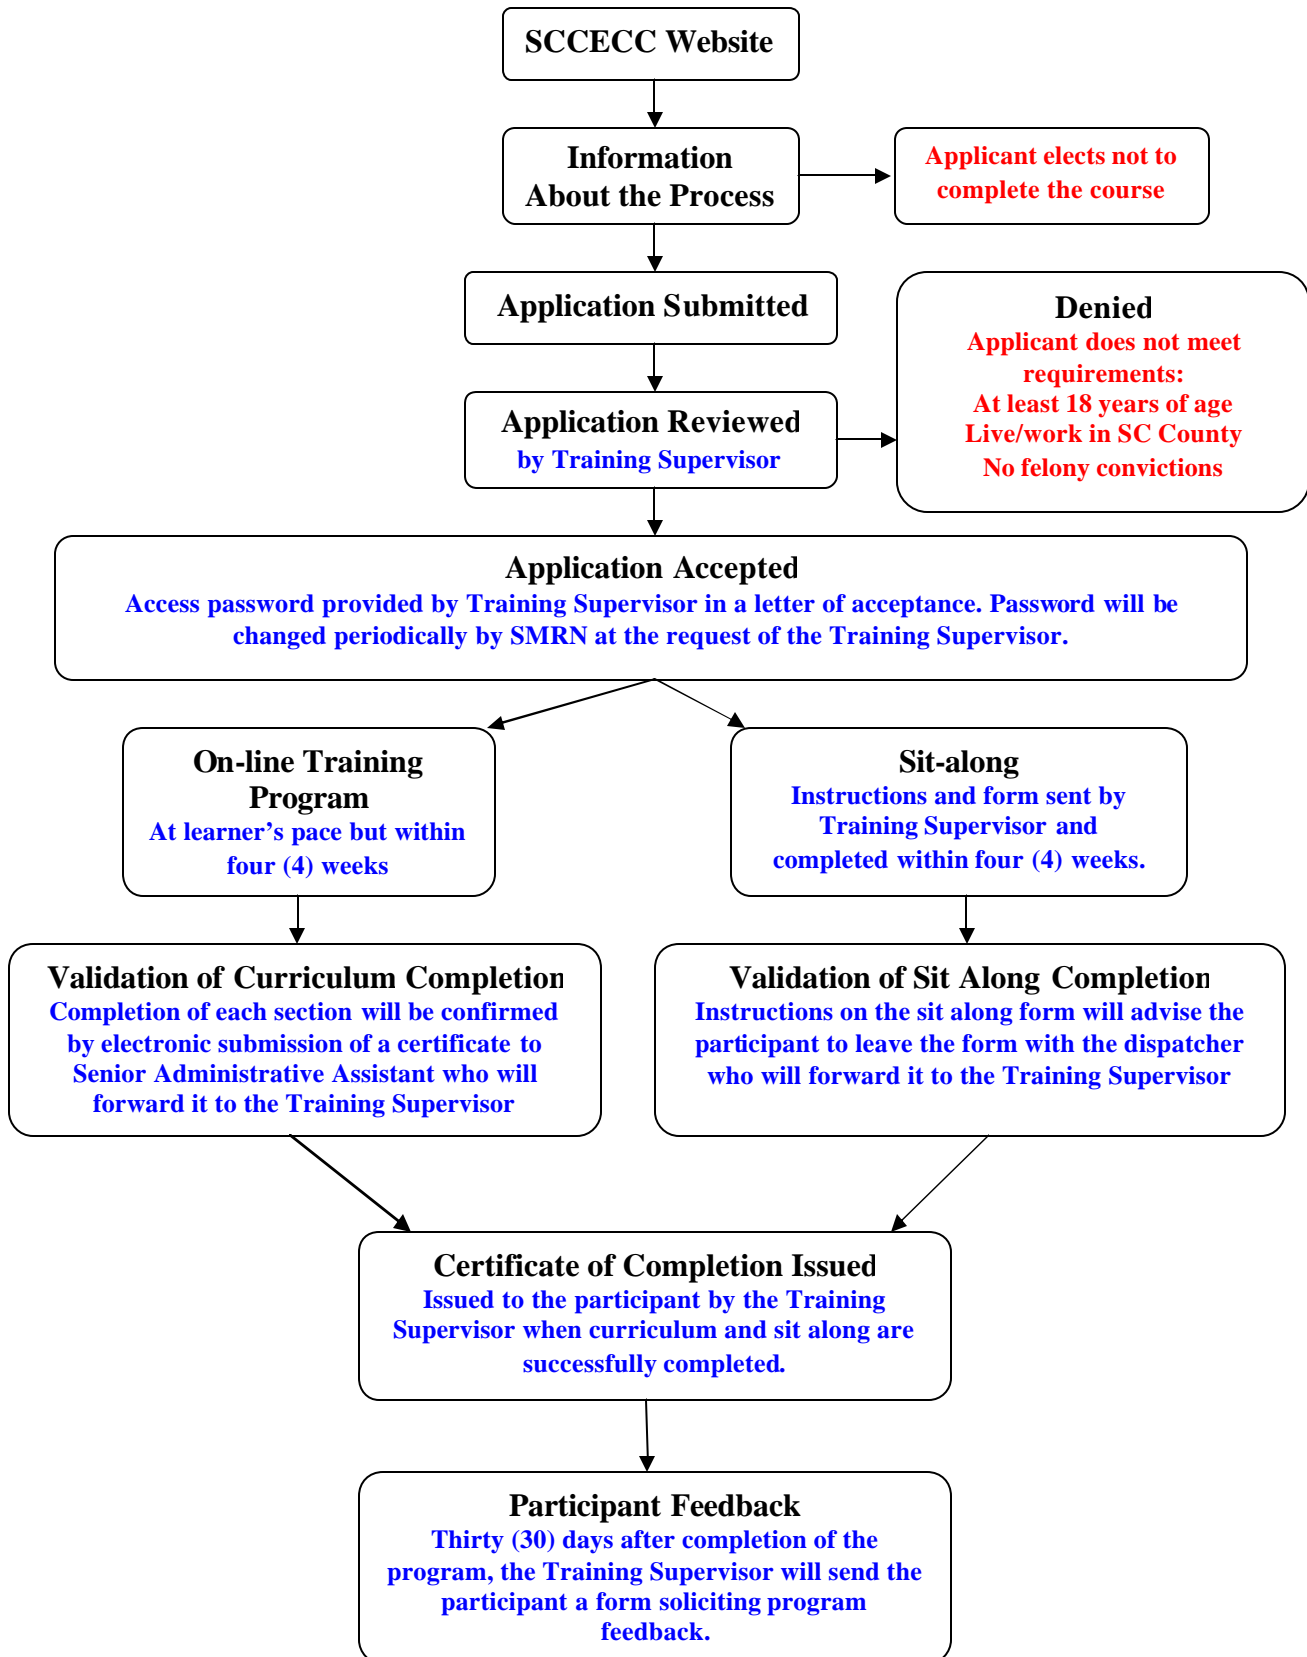 SCCECC Website
Information
About the Process
Applicant elects not to
complete the course
Application Submitted
Denied
Applicant does not meet
requirements:
At least 18 years of age
Live/work in SC County
No felony convictions
Application Reviewed
by Training Supervisor
Application Accepted
Access password provided by Training Supervisor in a letter of acceptance. Password will be
changed periodically by SMRN at the request of the Training Supervisor.
On-line Training
Program
At learner’s pace but within
four (4) weeks
Sit-along
Instructions and form sent by
Training Supervisor and
completed within four (4) weeks.
Validation of Curriculum Completion
Completion of each section will be confirmed
by electronic submission of a certificate to
Senior Administrative Assistant who will
forward it to the Training Supervisor
Validation of Sit Along Completion
Instructions on the sit along form will advise the
participant to leave the form with the dispatcher
who will forward it to the Training Supervisor
Certificate of Completion Issued
Issued to the participant by the Training
Supervisor when curriculum and sit along are
successfully completed.
Participant Feedback
Thirty (30) days after completion of the
program, the Training Supervisor will send the
participant a form soliciting program
feedback.